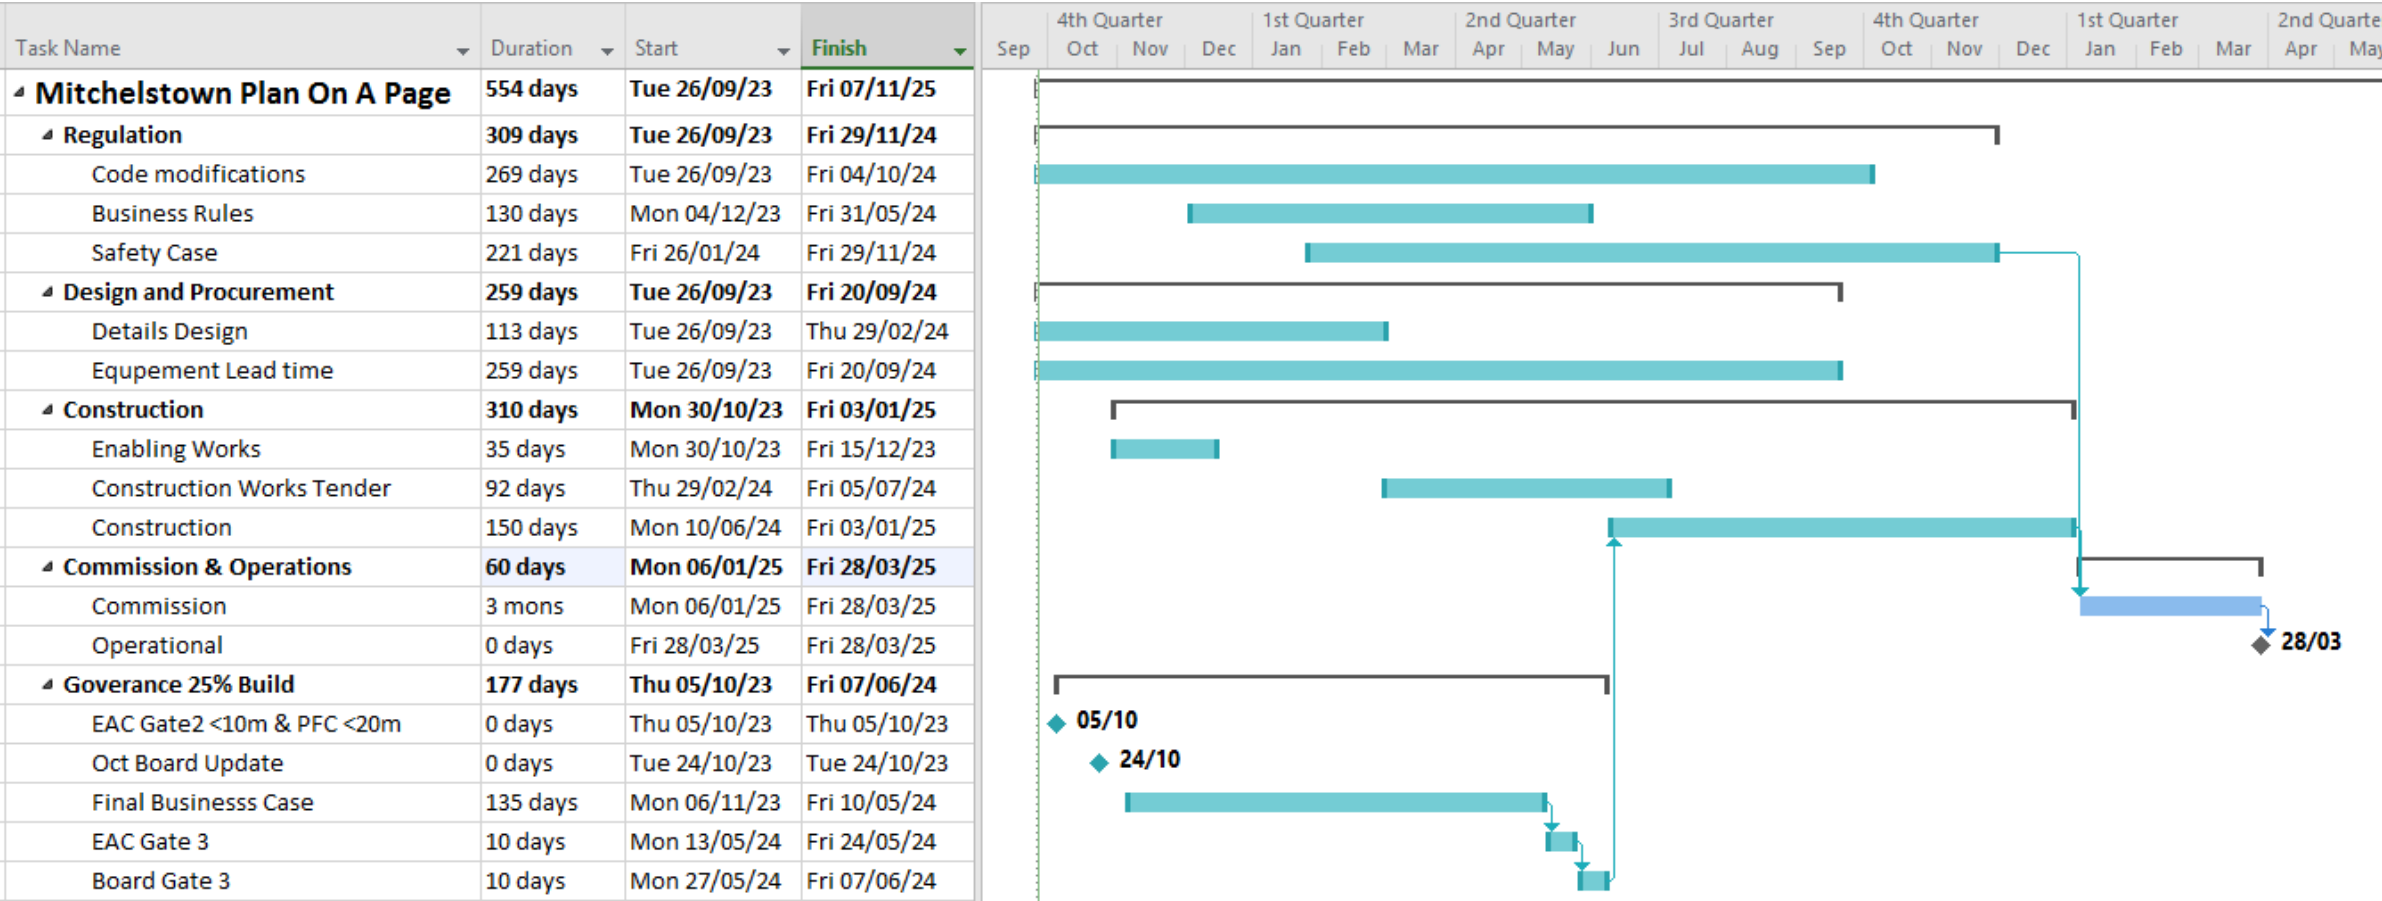 4th Quarter 1st Quarter 2nd Quarter 3rd Quarter 4th Quarter 1st Quarter 2nd Quarte
Task Name Duration Start Finish Sep Oct Nov Dec Jan Feb Mar Apr May Jun Jul Aug Sep Oct Nov Dec Jan Feb Mar Apr May
Mitchelstown Plan On A Page 554 days Tue 26/09/23 Fri 07/11/25
Regulation 309 days Tue 26/09/23 Fri 29/11/24
Code modifications 269 days Tue 26/09/23 Fri 04/10/24
Business Rules 130 days Mon 04/12/23 Fri 31/05/24
Safety Case 221 days Fri 26/01/24 Fri 29/11/24
Design and Procurement 259 days Tue 26/09/23 Fri 20/09/24
Details Design 113 days Tue 26/09/23 Thu 29/02/24
Equpement Lead time 259 days Tue 26/09/23 Fri 20/09/24
Construction 310 days Mon 30/10/23 Fri 03/01/25
Enabling Works 35 days Mon 30/10/23 Fri 15/12/23
Construction Works Tender 92 days Thu 29/02/24 Fri 05/07/24
Construction 150 days Mon 10/06/24 Fri 03/01/25
Commission & Operations 60 days Mon 06/01/25 Fri 28/03/25
Commission 3 mons Mon 06/01/25 Fri 28/03/25
Operational 0 days Fri 28/03/25 Fri 28/03/25 28/03
Goverance 25% Build 177 days Thu 05/10/23 Fri 07/06/24
EAC Gate2 <10m & PFC <20m 0 days Thu 05/10/23 Thu 05/10/23 05/10
Oct Board Update 0 days Tue 24/10/23 Tue 24/10/23 24/10
Final Businesss Case 135 days Mon 06/11/23 Fri 10/05/24
EAC Gate 3 10 days Mon 13/05/24 Fri 24/05/24
Board Gate 3 10 days Mon 27/05/24 Fri 07/06/24